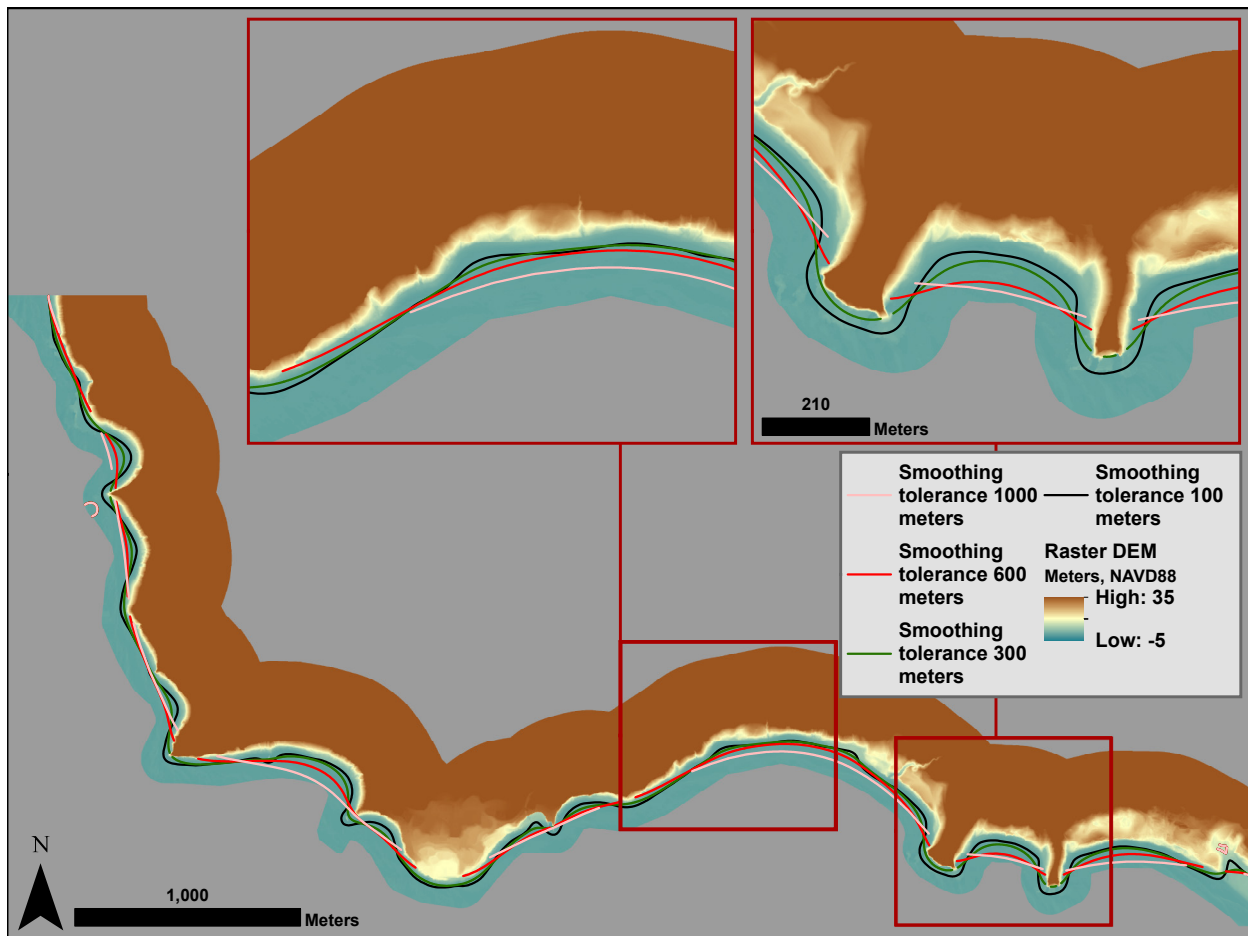 210
Meters
Smoothing
tolerance 1000
meters
Smoothing
tolerance 600
meters
Smoothing
tolerance 300
meters
Smoothing
tolerance 100
meters
Raster DEM
Meters, NAVD88
High: 35
Low: -5
N
1,000
Meters